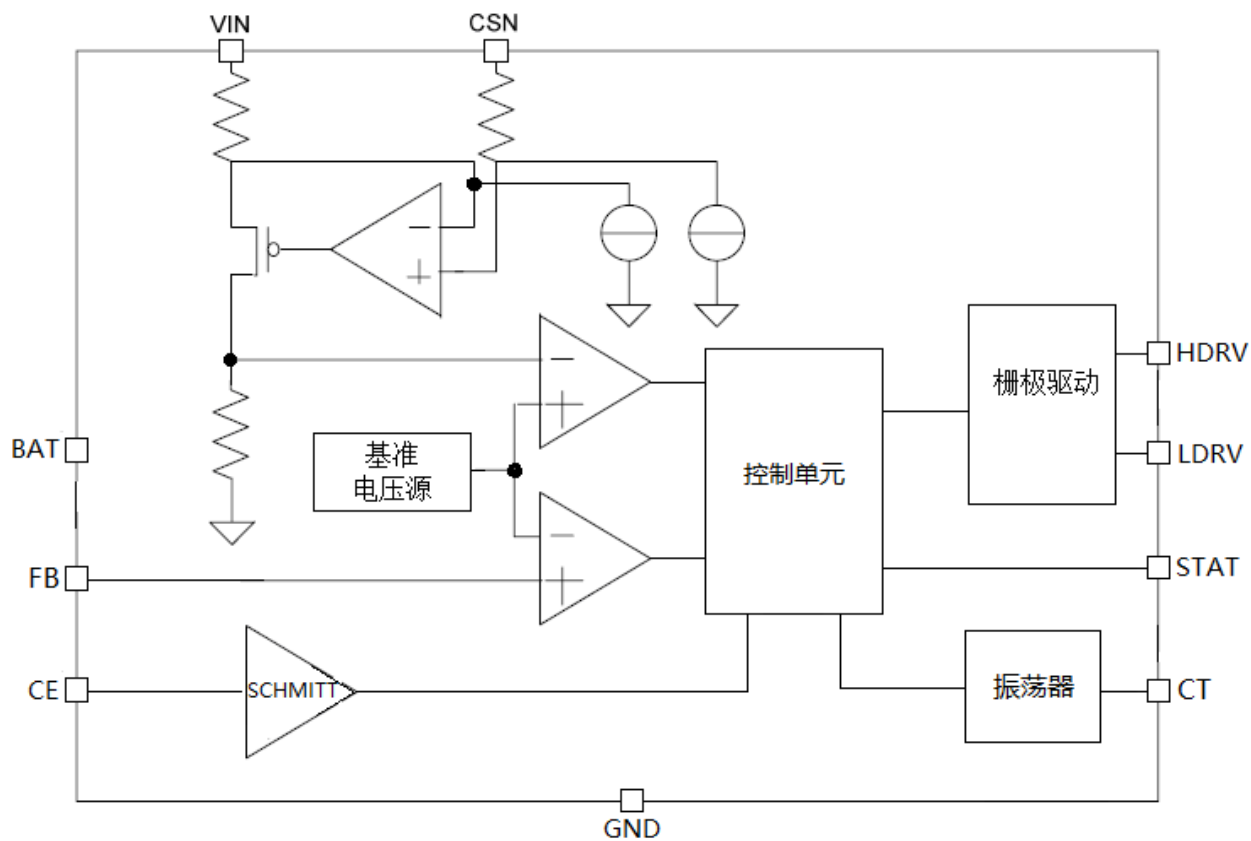 VIN
CSN
HDRV
栅极驱动
BAT
基准
电压源
控制单元
LDRV
FB
STAT
CE
SCHMITT
振荡器
CT
GND